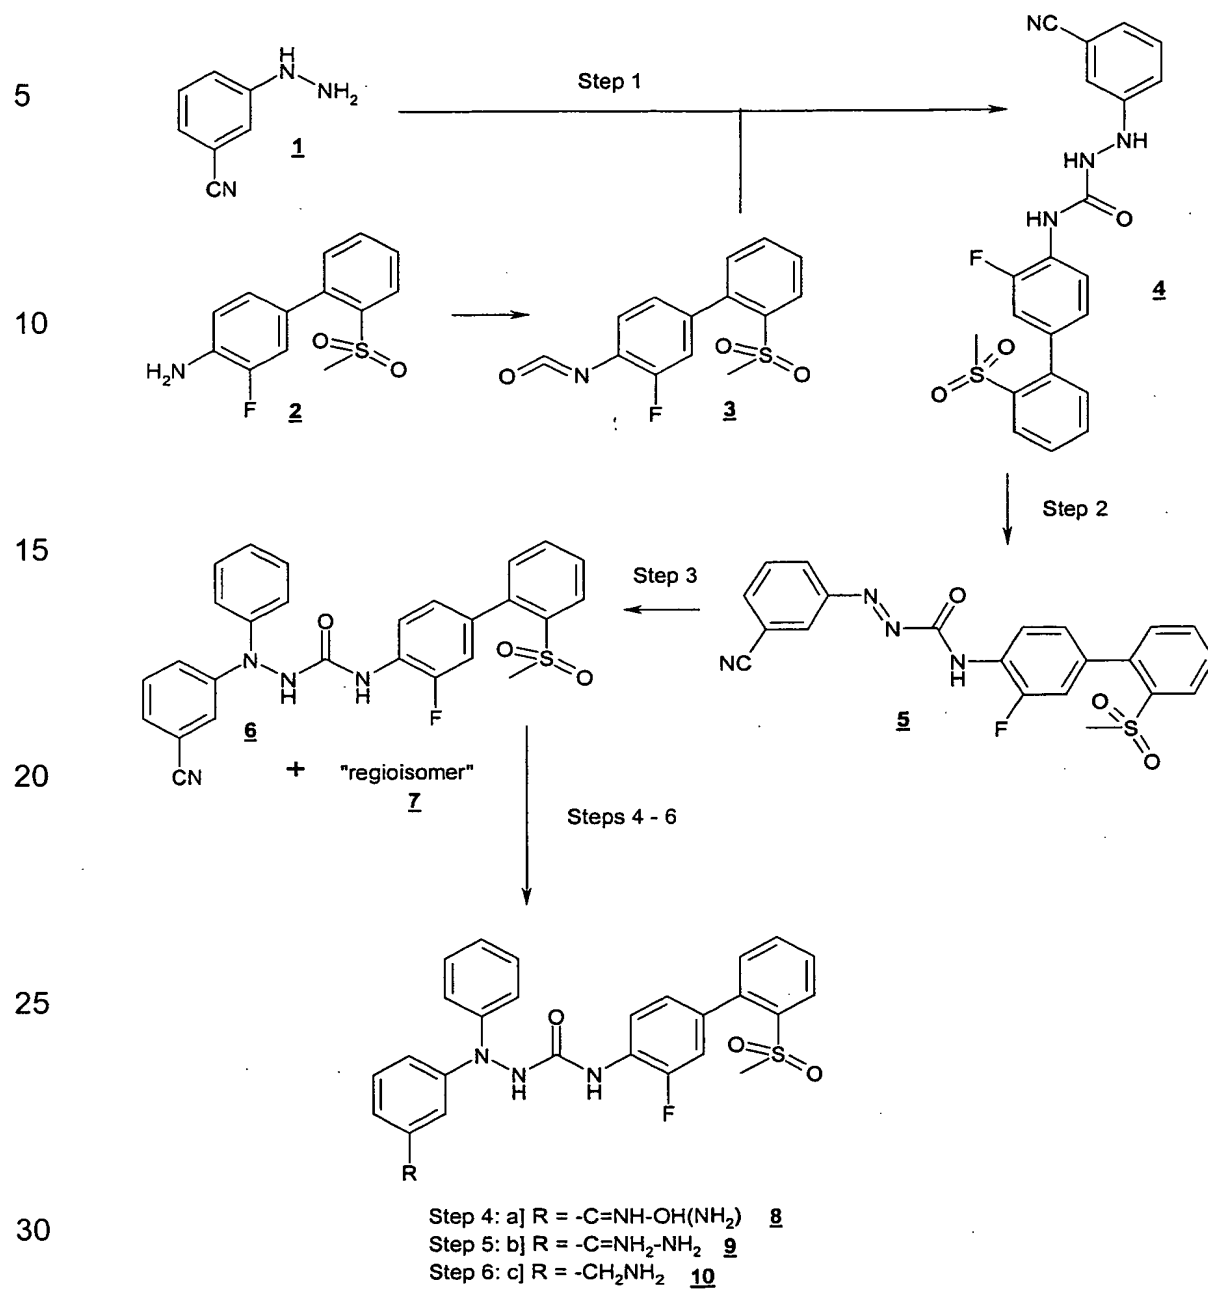 5
H
N
NH2
1
CN
Step 1
NC
NH
HN
HN
O
F
4
O
S
O
10
H2N
F
O
S
O
2
O
N
F
O
S
O
3
Step 2
15
N
N
H
O
N
H
F
O
S
O
6
CN
Step 3
N
N
O
HN
CN
F
O
S
O
5
20
+ "regioisomer"
7
Steps 4 - 6
25
N
N
H
O
N
H
F
O
S
O
R
Step 4: a] R = -C=NH-OH(NH2) 8
30
Step 5: b] R = -C=NH2-NH2 9
Step 6: c] R = -CH2NH2 10